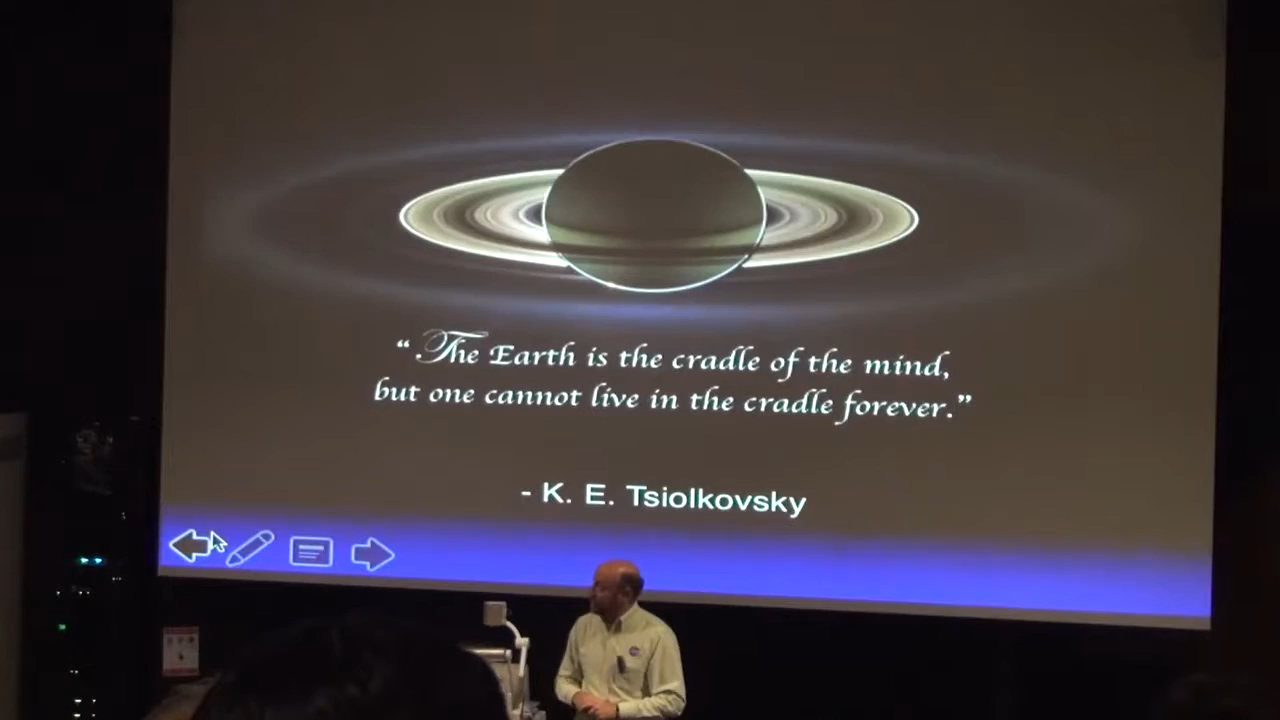 “ The Earth is the cradle of the mind,
but one cannot live in the cradle forever.”
- K. E. Tsiolkovsky